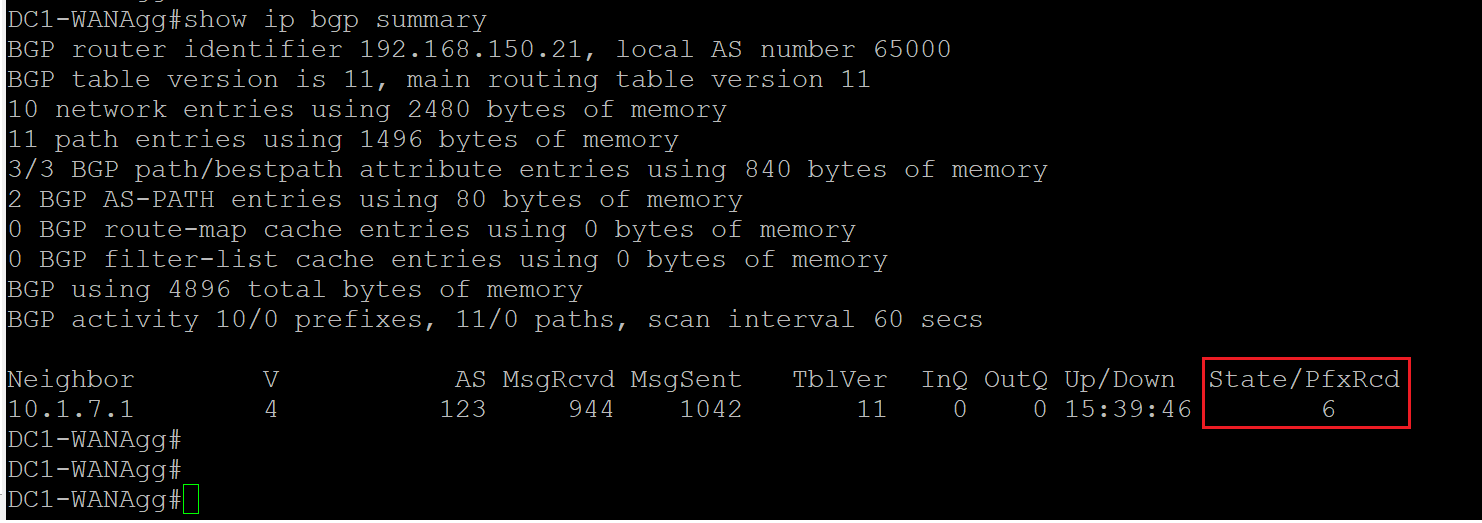 DC1-WANAgg#show ip bgp summary
BGP router identifier 192.168.150.21, local AS number 65000
BGP table version is 11, main routing table version 11
10 network entries using 2480 bytes of memory
11 path entries using 1496 bytes of memory
3/3 BGP path/bestpath attribute entries using 840 bytes of memory
2 BGP AS-PATH entries using 80 bytes of memory
0 BGP route-map cache entries using 0 bytes of memory
0 BGP filter-list cache entries using 0 bytes of memory
BGP using 4896 total bytes of memory
BGP activity 10/0 prefixes, 11/0 paths, scan interval 60 secs

Neighbor        V           AS MsgRcvd MsgSent   TblVer  InQ OutQ Up/Down  State/PfxRcd
10.1.7.1        4          123     944    1042       11    0    0 15:39:46        6
DC1-WANAgg#
DC1-WANAgg#
DC1-WANAgg#